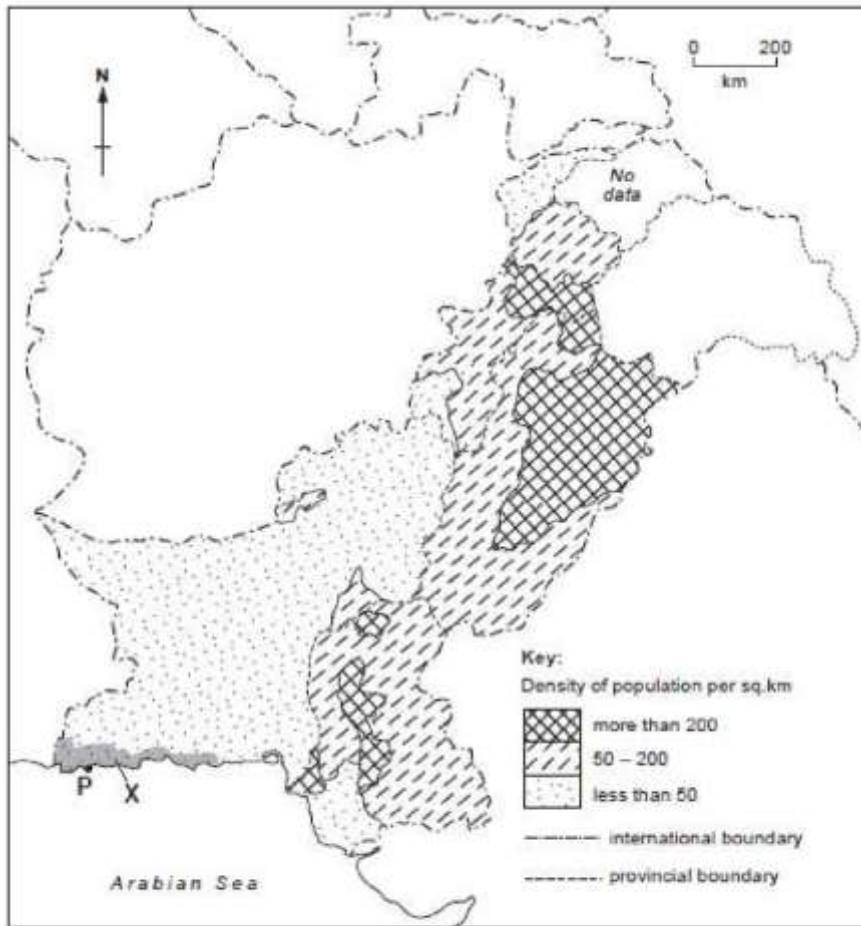 0 200
km
N
No
data
Key:
Density of population per sq.km
more than 200
50 – 200
less than 50
P
X
international boundary
provincial boundary
Arabian Sea